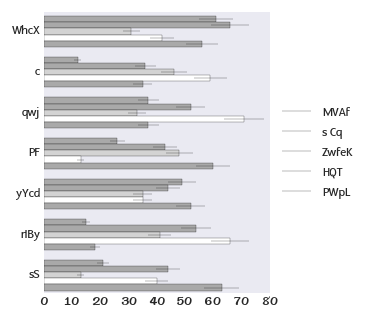 WhcX
c
qwj
PF
yYcd
rIBy
sS
0 10 20 30 40 50 60 70 80
MVAf
s Cq
ZwfeK
HQT
PWpL